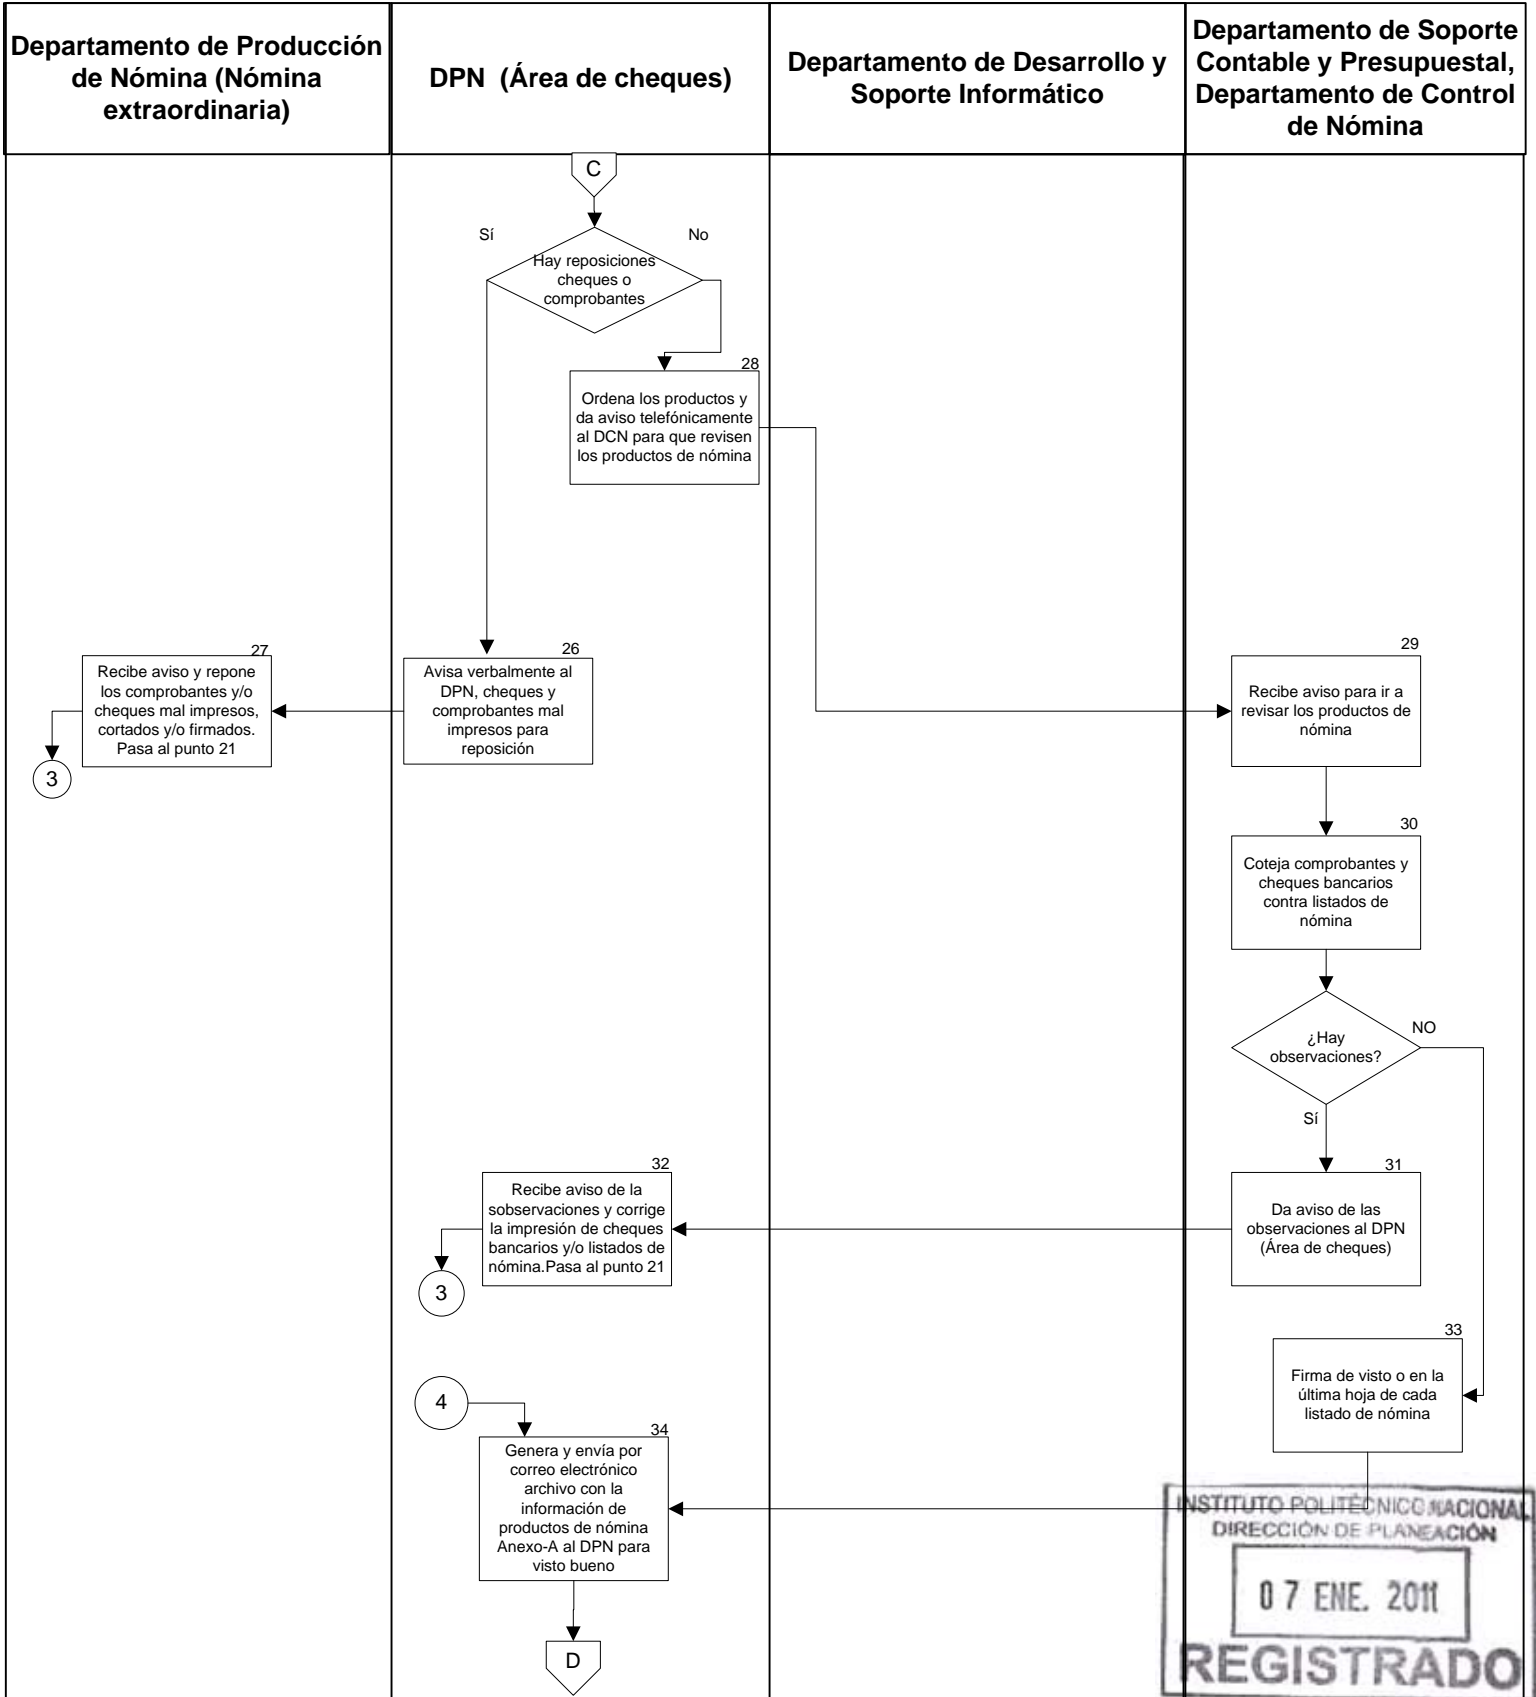 Departamento de Producción
de Nómina (Nómina
extraordinaria)
DPN (Área de cheques)
Departamento de Desarrollo y
Soporte Informático
Departamento de Soporte
Contable y Presupuestal,
Departamento de Control
de Nómina
C
Sí
No
Hay reposiciones
cheques o
comprobantes
28
Ordena los productos y
da aviso telefónicamente
al DCN para que revisen
los productos de nómina
27
Recibe aviso y repone
los comprobantes y/o
cheques mal impresos,
cortados y/o firmados.
Pasa al punto 21
3
26
Avisa verbalmente al
DPN, cheques y
comprobantes mal
impresos para
reposición
29
Recibe aviso para ir a
revisar los productos de
nómina
30
Coteja comprobantes y
cheques bancarios
contra listados de
nómina
¿Hay
observaciones?
NO
Sí
32
Recibe aviso de la
sobservaciones y corrige
la impresión de cheques
bancarios y/o listados de
nómina.Pasa al punto 21
3
31
Da aviso de las
observaciones al DPN
(Área de cheques)
33
Firma de visto o en la
última hoja de cada
listado de nómina
4
34
Genera y envía por
correo electrónico
archivo con la
información de
productos de nómina
Anexo-A al DPN para
visto bueno
D
INSTITUTO POLITÉCNICO NACIONAL
DIRECCIÓN DE PLANEACIÓN
07 ENE. 2011
REGISTRADO